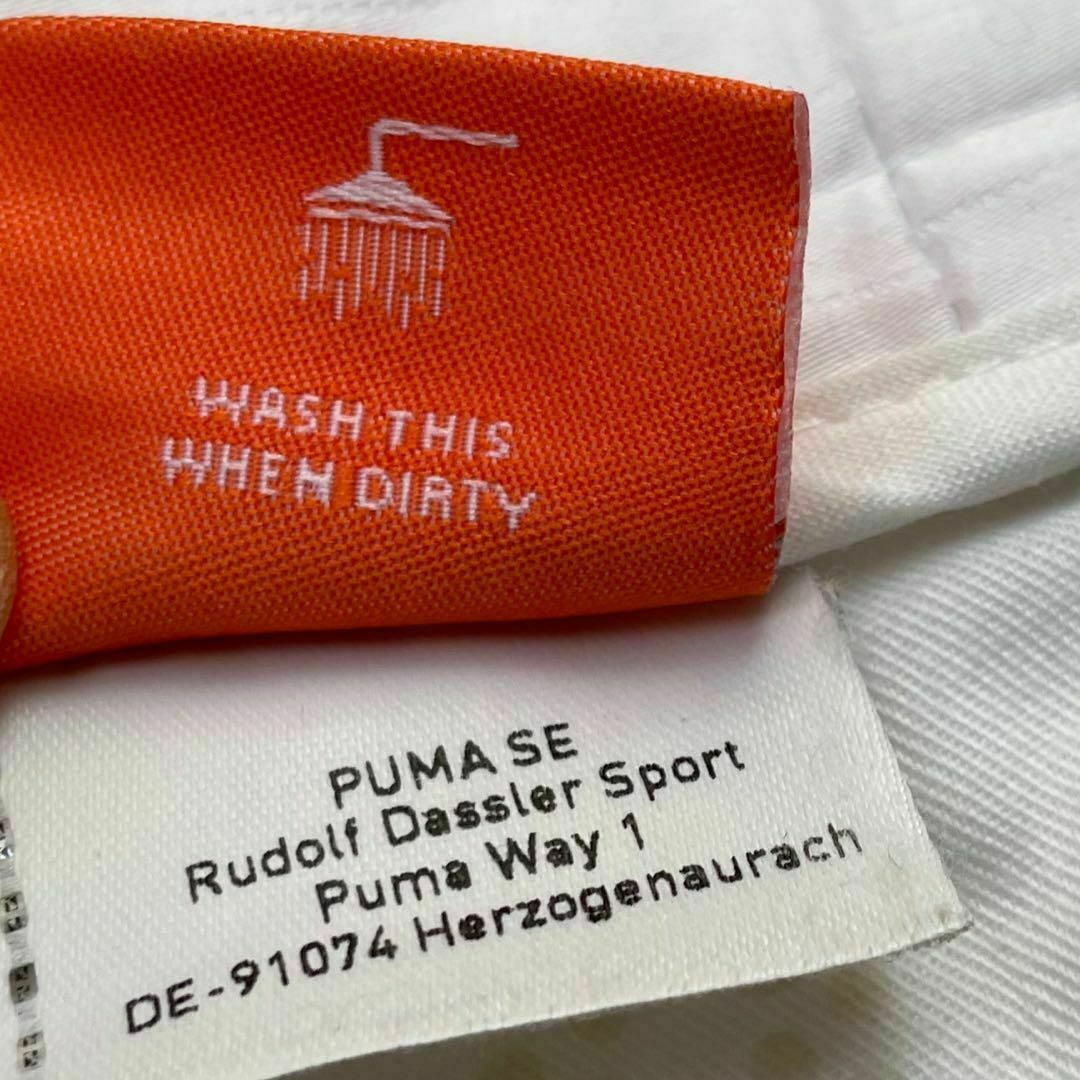 WASH THIS
WHEN DIRTY
PUMA SE
Rudolf Dassler Sport
Puma Way 1
DE-91074 Herzogenaurach